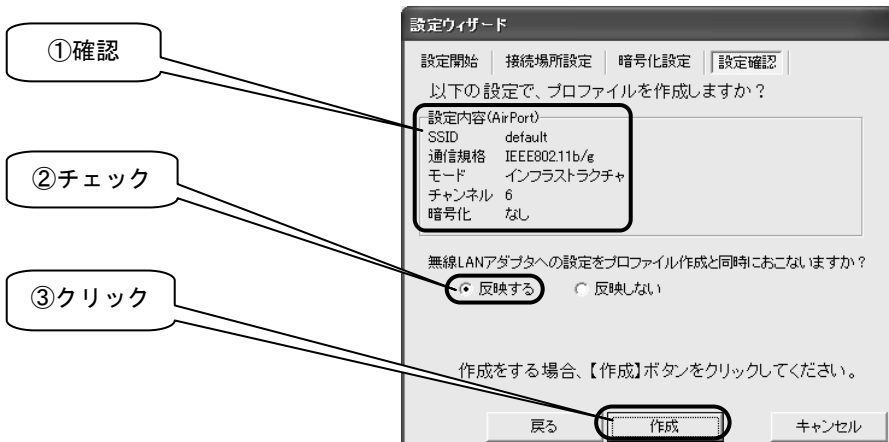 設定ウィザード
①確認
設定開始 接続場所設定 暗号化設定 設定確認
以下の設定で、プロファイルを作成しますか？
設定内容(AirPort)
SSID default
通信規格 IEEE802.11b/g
モード インフラストラクチャ
チャンネル 6
暗号化 なし
②チェック
無線LANアダプタへの設定をプロファイル作成と同時におこないますか？
反映する 反映しない
③クリック
作成をする場合、【作成】ボタンをクリックしてください。
戻る 作成 キャンセル